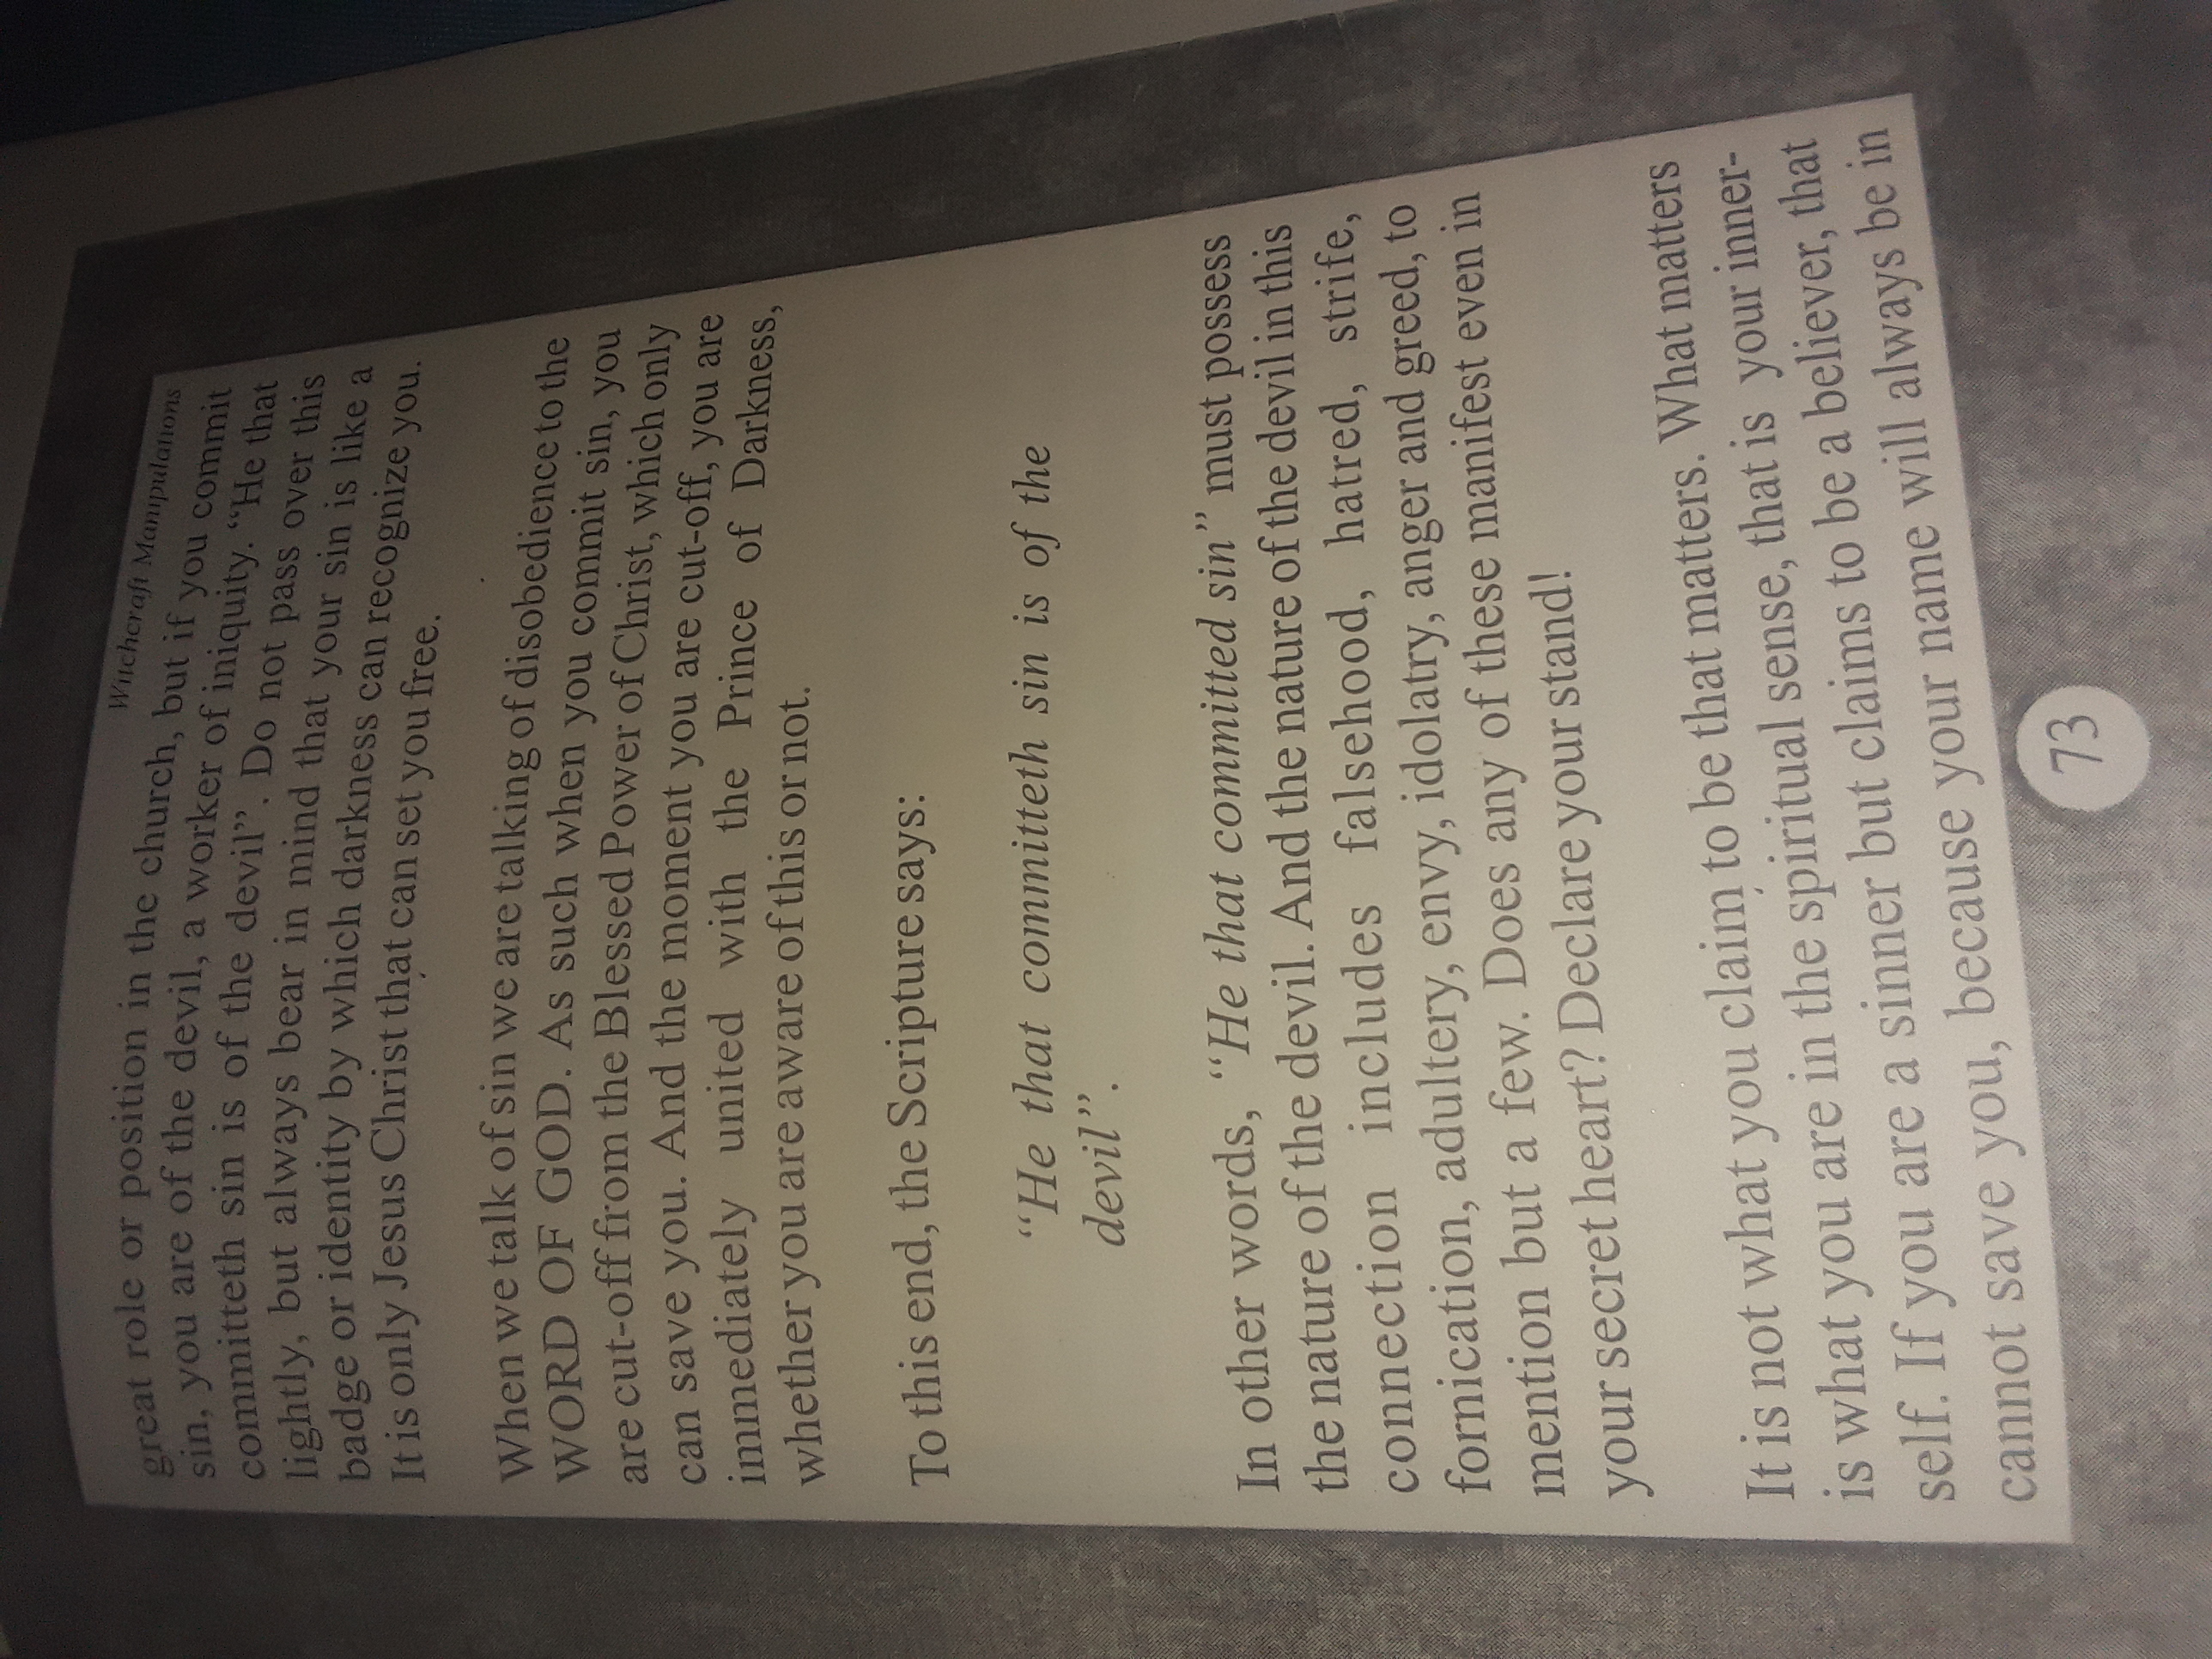 Witchcraft Manipulations
great role or position in the church, but if you commit
sin, you are of the devil, a worker of iniquity. “He that
committeth sin is of the devil”. Do not pass over this
lightly, but always bear in mind that your sin is like a
badge or identity by which darkness can recognize you.
It is only Jesus Christ that can set you free.
When we talk of sin we are talking of disobedience to the
WORD OF GOD. As such when you commit sin, you
are cut-off from the Blessed Power of Christ, which only
can save you. And the moment you are cut-off, you are
immediately united with the Prince of Darkness,
whether you are aware of this or not.
To this end, the Scripture says:
“He that committeth sin is of the
devil”.
In other words, “He that committed sin” must possess
the nature of the devil. And the nature of the devil in this
connection includes falsehood, hatred, strife,
fornication, adultery, envy, idolatry, anger and greed, to
mention but a few. Does any of these manifest even in
your secret heart? Declare your stand!
It is not what you claim to be that matters. What matters
is what you are in the spiritual sense, that is your inner-
self. If you are a sinner but claims to be a believer, that
cannot save you, because your name will always be in
73